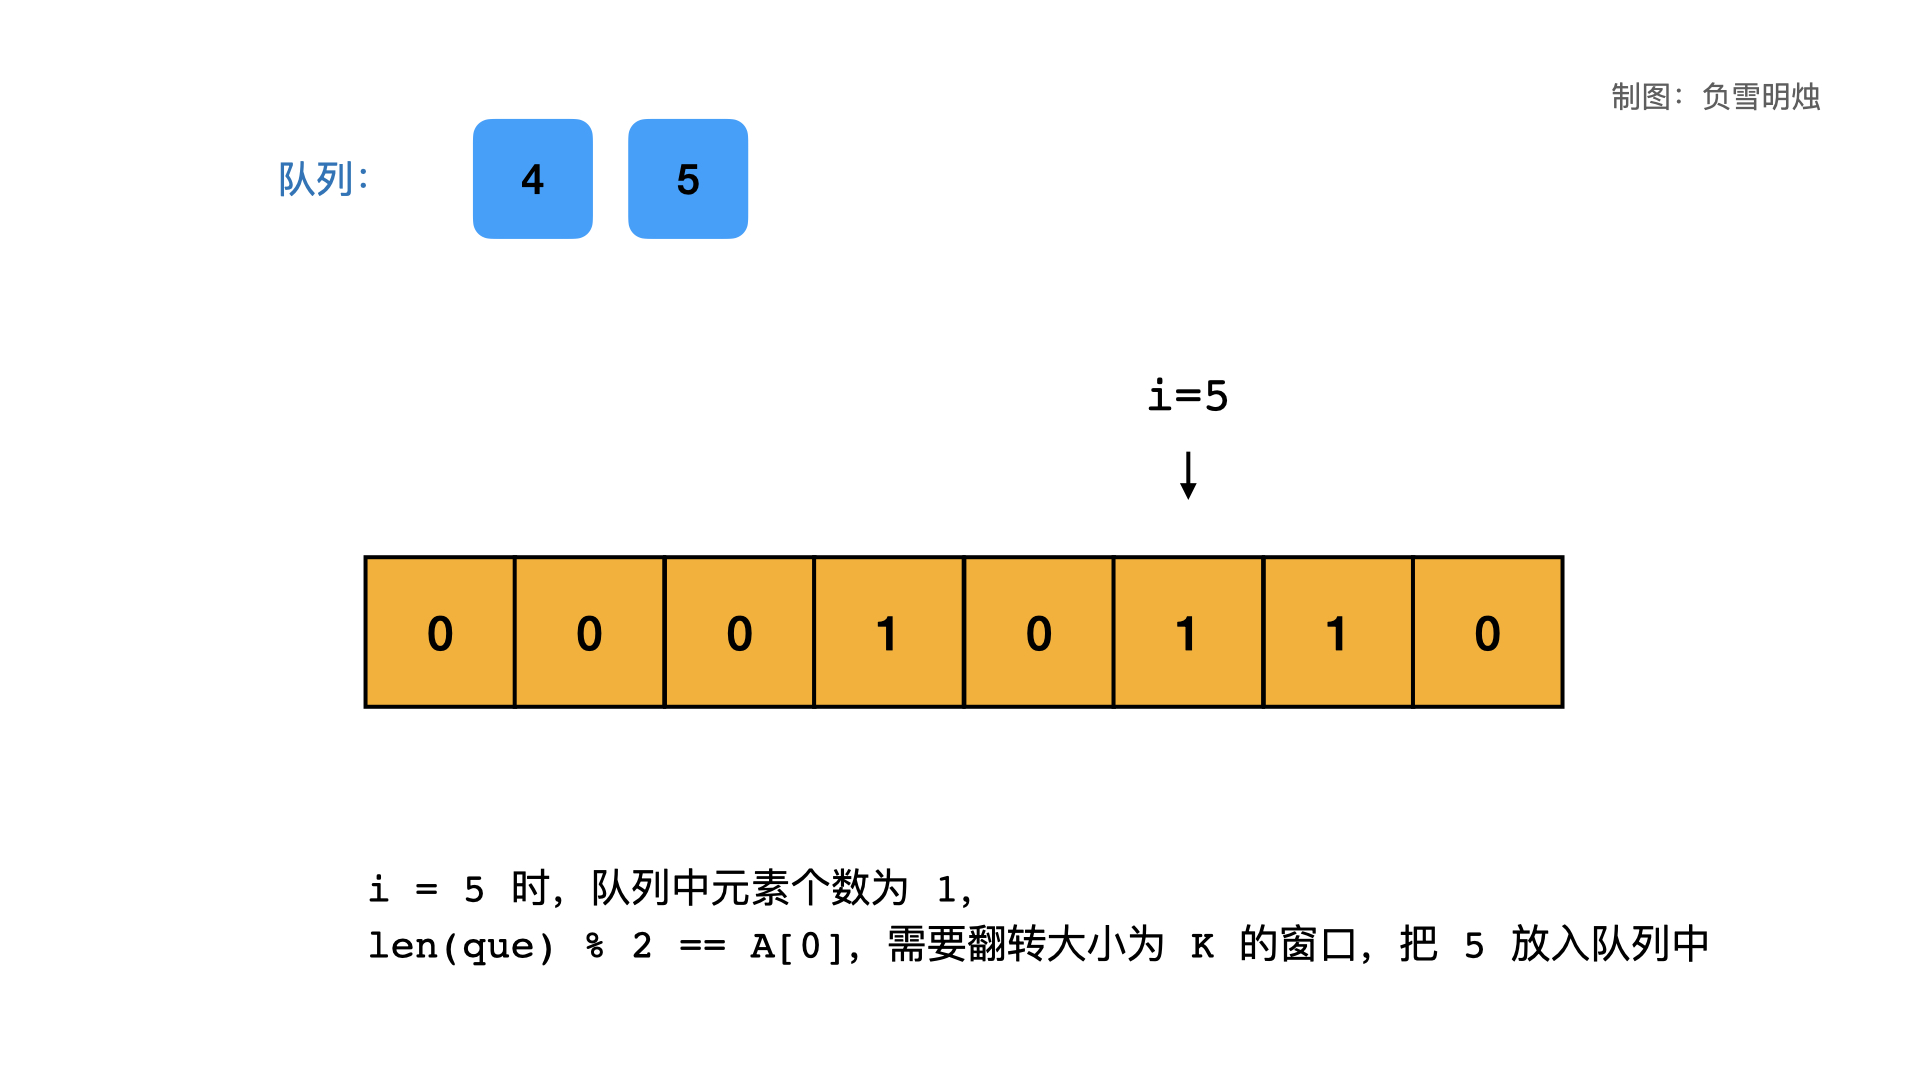 制图：负雪明烛
队列：
4 5
i=5
0 0 0 1 0 1 1 0
i = 5 时，队列中元素个数为 1，
len(que) % 2 == A[0]，需要翻转大小为 K 的窗口，把 5 放入队列中